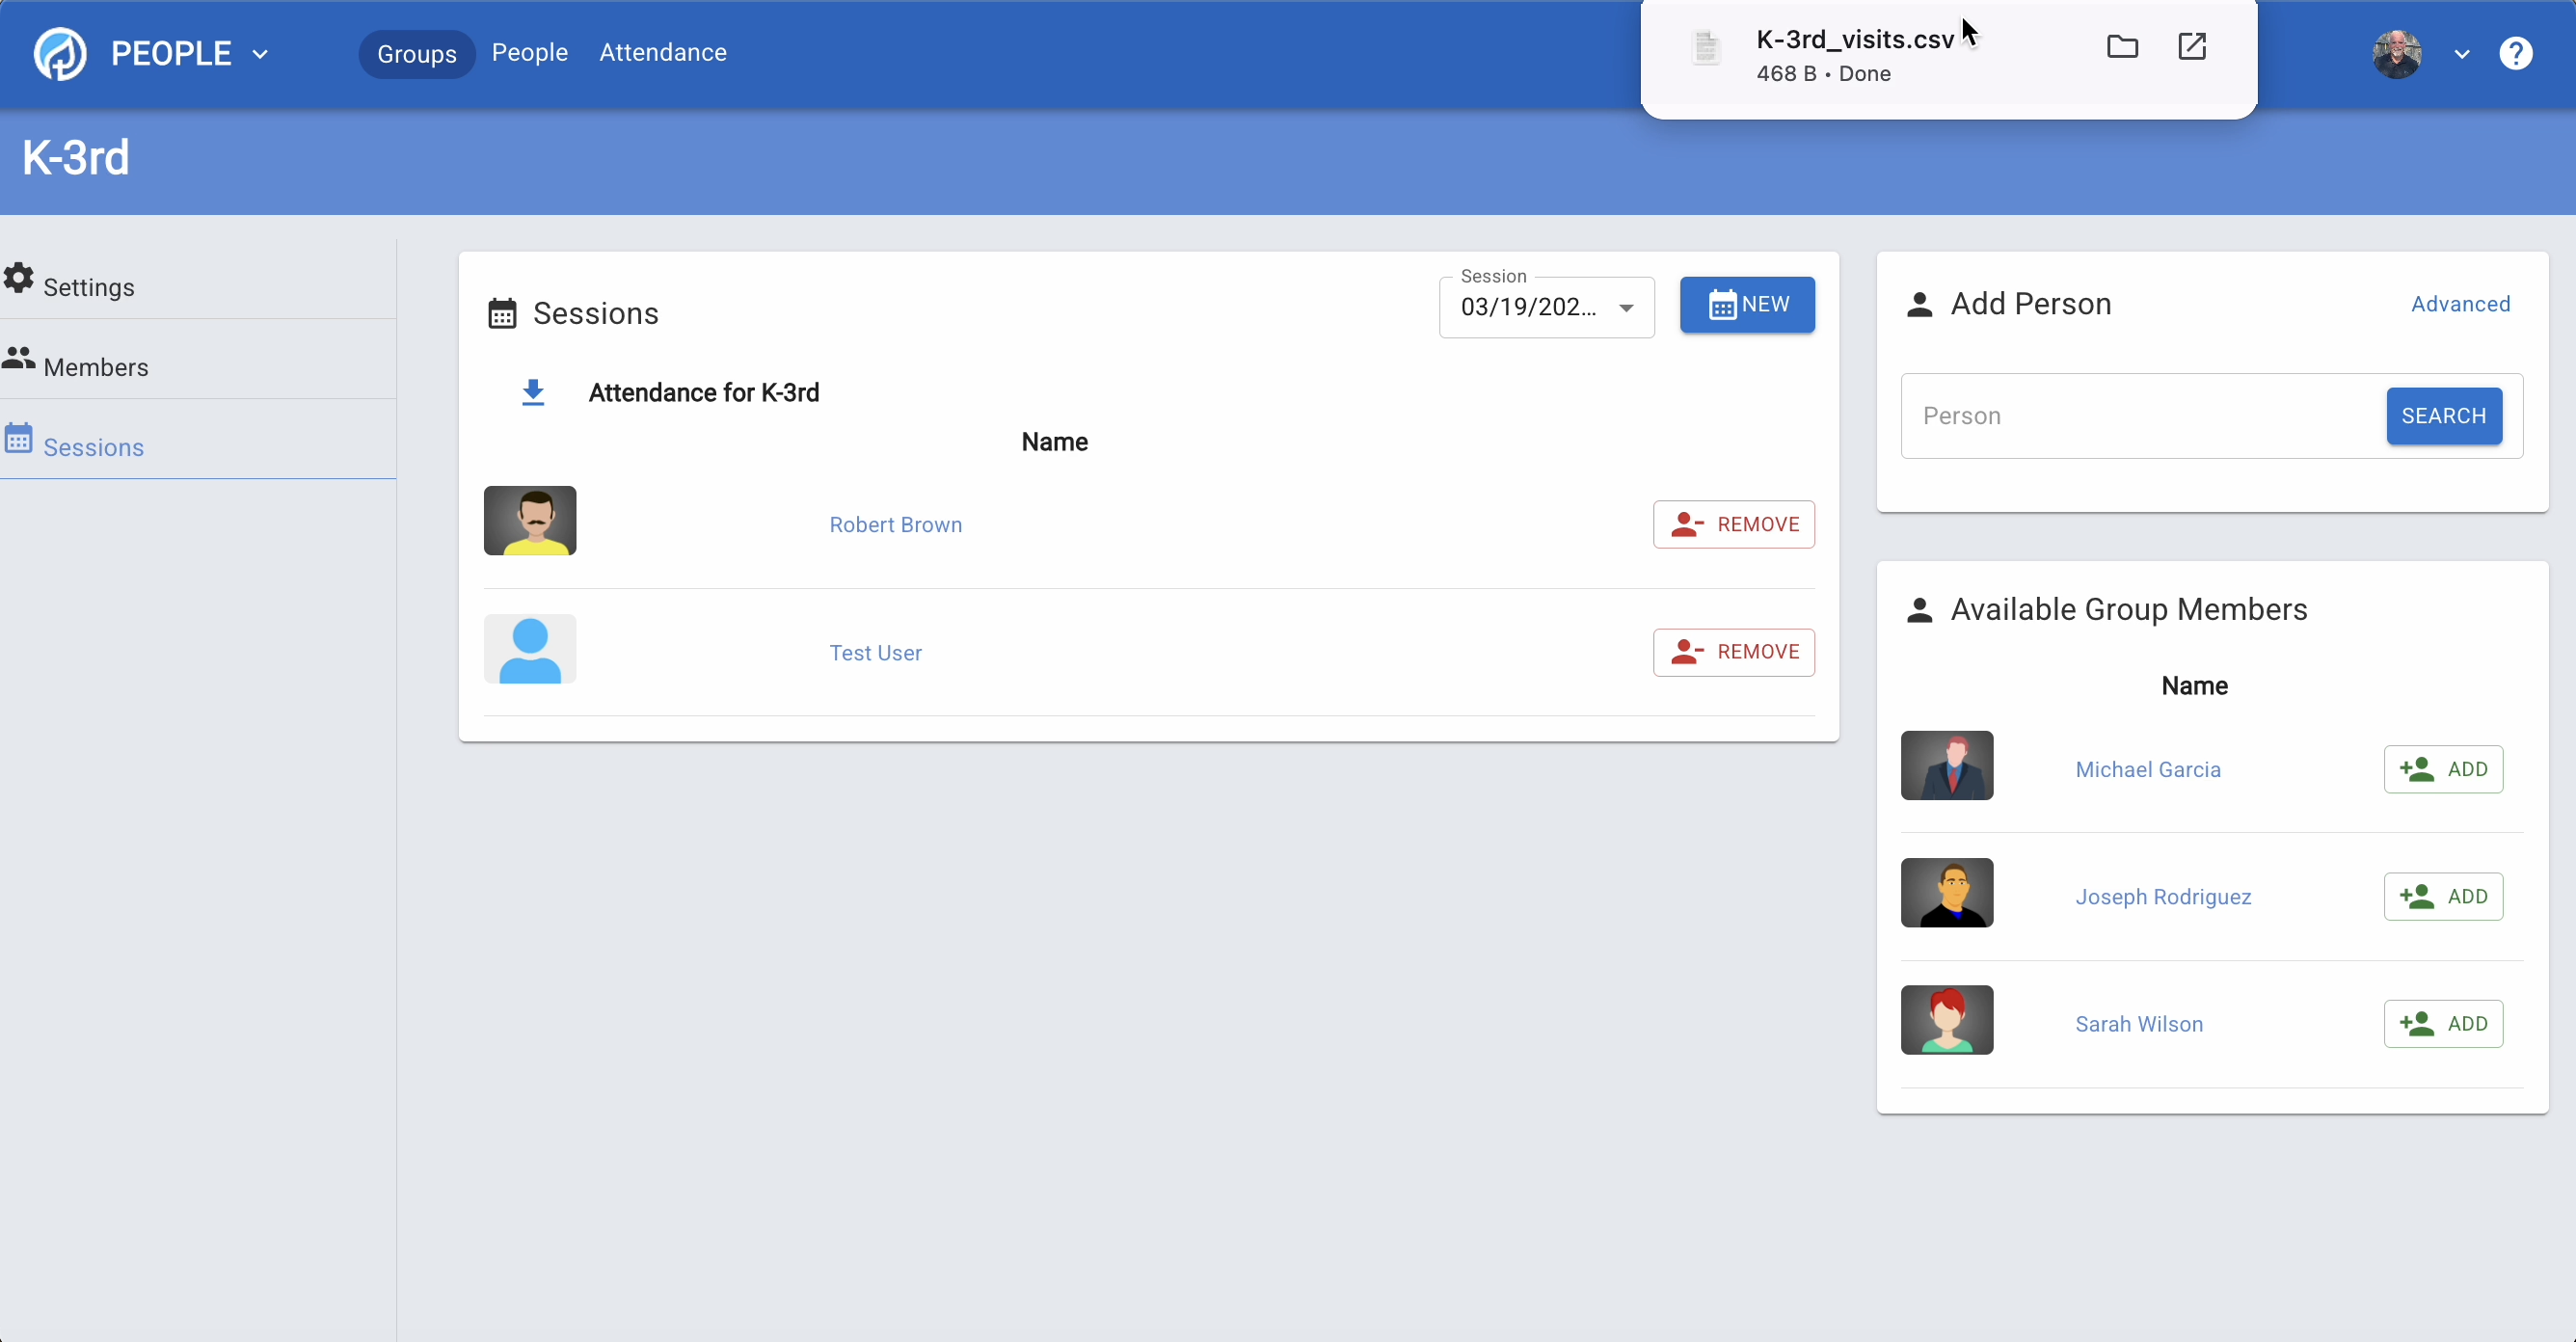 PEOPLE
Groups People Attendance
K-3rd_visits.csv
468 B • Done
?
K-3rd
Settings
Members
Sessions
Sessions
Session
03/19/202...
NEW
Attendance for K-3rd
Name
Robert Brown
REMOVE
Test User
REMOVE
Add Person
Advanced
Person
SEARCH
Available Group Members
Name
Michael Garcia
ADD
Joseph Rodriguez
ADD
Sarah Wilson
ADD